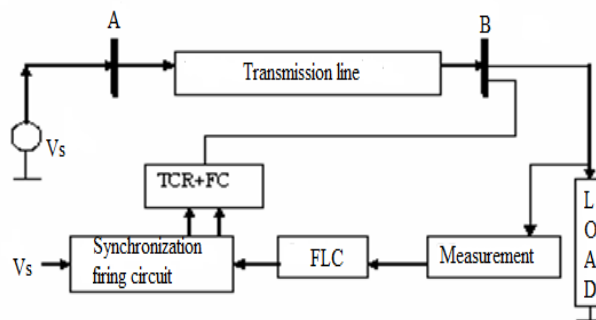 A
B
Transmission line
Vs
TCR+FC
L
O
A
D
Synchronization
firing circuit
Vs
FLC
Measurement